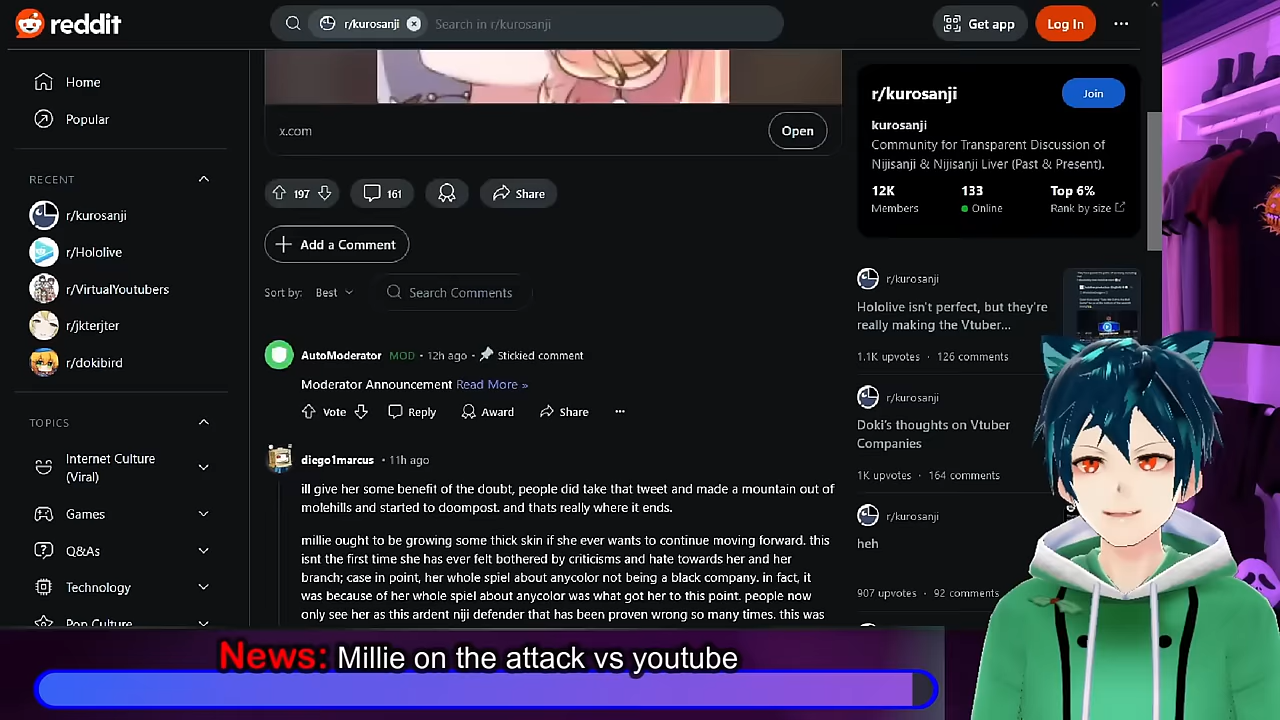 reddit
r/kurosanji
Search in r/kurosanji
Get app
Log In
Home
Popular
RECENT
r/kurosanji
r/Hololive
r/VirtualYoutubers
r/jkterjter
r/dokibird
TOPICS
Internet Culture
(Viral)
Games
Q&As
Technology
Pop Culture
x.com
Open
197
161
Share
Add a Comment
Sort by:
Best
Search Comments
AutoModerator MOD • 12h ago • Stickied comment
Moderator Announcement Read More »
Vote
Reply
Award
Share
diego1marcus • 11h ago
ill give her some benefit of the doubt, people did take that tweet and made a mountain out of
molehills and started to doompost. and thats really where it ends.
millie ought to be growing some thick skin if she ever wants to continue moving forward. this
isnt the first time she has ever felt bothered by criticisms and hate towards her and her
branch; case in point, her whole spiel about anycolor not being a black company. in fact, it
was because of her whole spiel about anycolor was what got her to this point. people now
only see her as this ardent niji defender that has been proven wrong so many times. this was
r/kurosanji
Join
kurosanji
Community for Transparent Discussion of
Nijisanji & Nijisanji Liver (Past & Present).
12K
133
Top 6%
Members
Online
Rank by size
r/kurosanji
Hololive isn't perfect, but they're
really making the Vtuber...
1.1K upvotes • 126 comments
r/kurosanji
Doki's thoughts on Vtuber
Companies
1K upvotes • 164 comments
r/kurosanji
heh
907 upvotes • 92 comments
News: Millie on the attack vs youtube